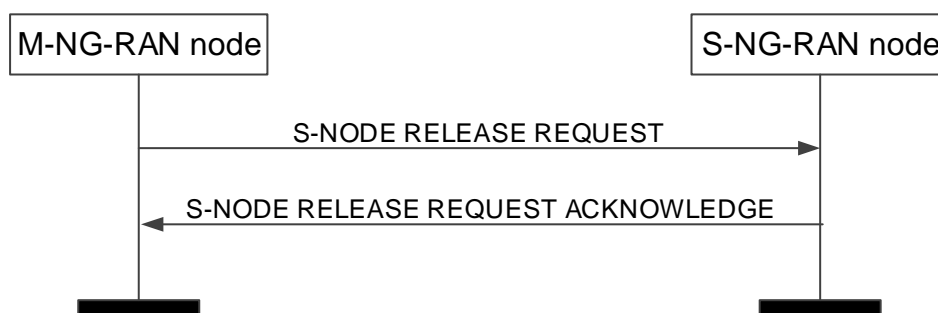 M-NG-RAN node
S-NG-RAN node
S-NODE RELEASE REQUEST
S-NODE RELEASE REQUEST ACKNOWLEDGE